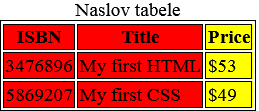 Naslov tabele
ISBN Title Price
3476896 My first HTML $53
5869207 My first CSS $49